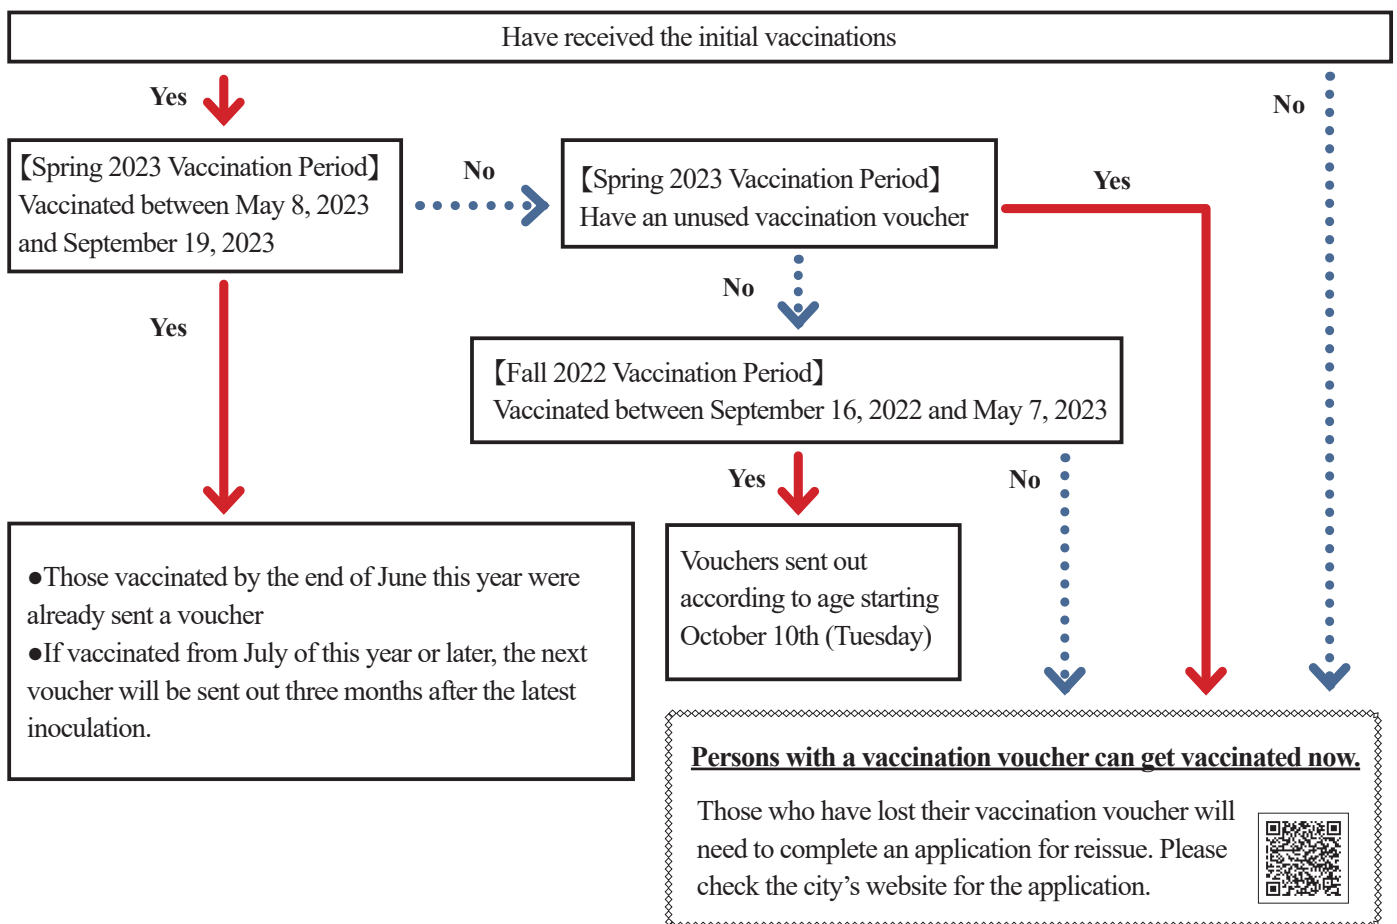 Have received the initial vaccinations
Yes
No
【Spring 2023 Vaccination Period】
Vaccinated between May 8, 2023
and September 19, 2023
No
【Spring 2023 Vaccination Period】
Have an unused vaccination voucher
Yes
No
Yes
【Fall 2022 Vaccination Period】
Vaccinated between September 16, 2022 and May 7, 2023
Yes
No
●Those vaccinated by the end of June this year were
already sent a voucher
●If vaccinated from July of this year or later, the next
voucher will be sent out three months after the latest
inoculation.
Vouchers sent out
according to age starting
October 10th (Tuesday)
Persons with a vaccination voucher can get vaccinated now.
Those who have lost their vaccination voucher will
need to complete an application for reissue. Please
check the city’s website for the application.